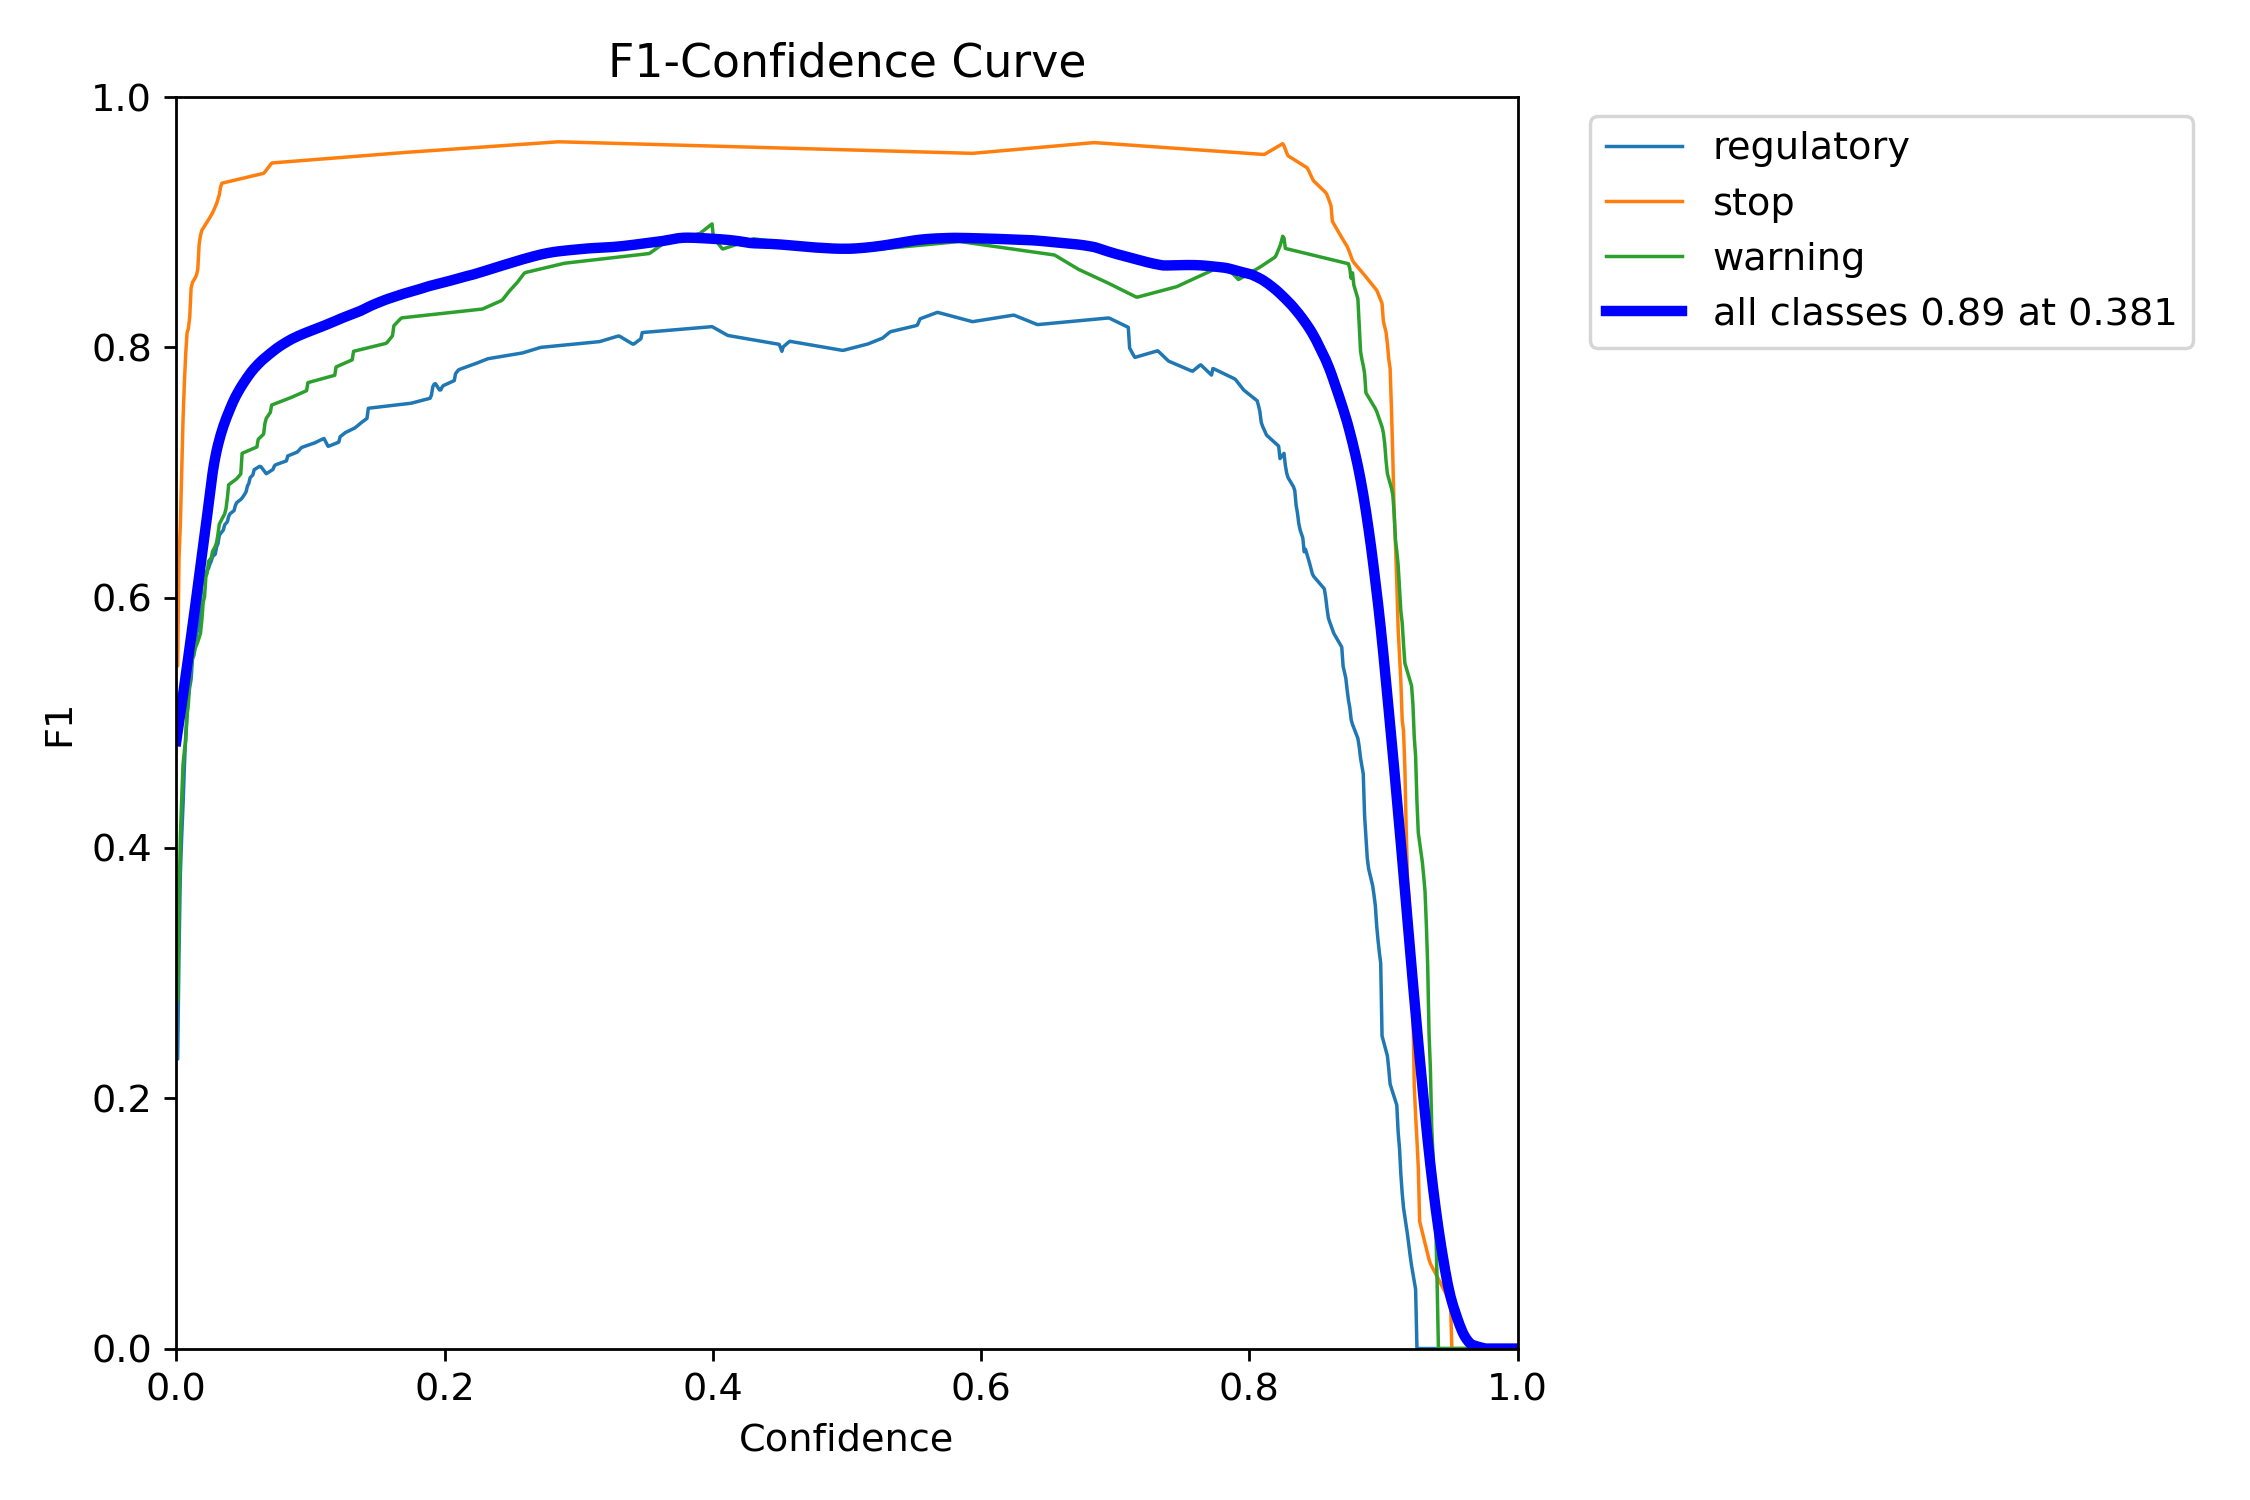 F1-Confidence Curve
1.0
0.8
0.6
0.4
0.2
0.0
F1
0.0 0.2 0.4 0.6 0.8 1.0
Confidence
regulatory
stop
warning
all classes 0.89 at 0.381